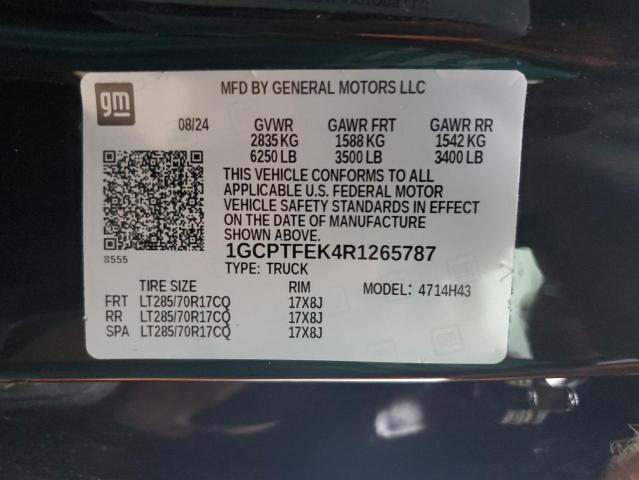 gm
MFD BY GENERAL MOTORS LLC
08/24 GVWR GAWR FRT GAWR RR
2835 KG 1588 KG 1542 KG
6250 LB 3500 LB 3400 LB
THIS VEHICLE CONFORMS TO ALL
APPLICABLE U.S. FEDERAL MOTOR
VEHICLE SAFETY STANDARDS IN EFFECT
ON THE DATE OF MANUFACTURE
SHOWN ABOVE.
8555
1GCPTFEK4R1265787
TYPE: TRUCK
TIRE SIZE RIM MODEL: 4714H43
FRT LT285/70R17CQ 17X8J
RR LT285/70R17CQ 17X8J
SPA LT285/70R17CQ 17X8J